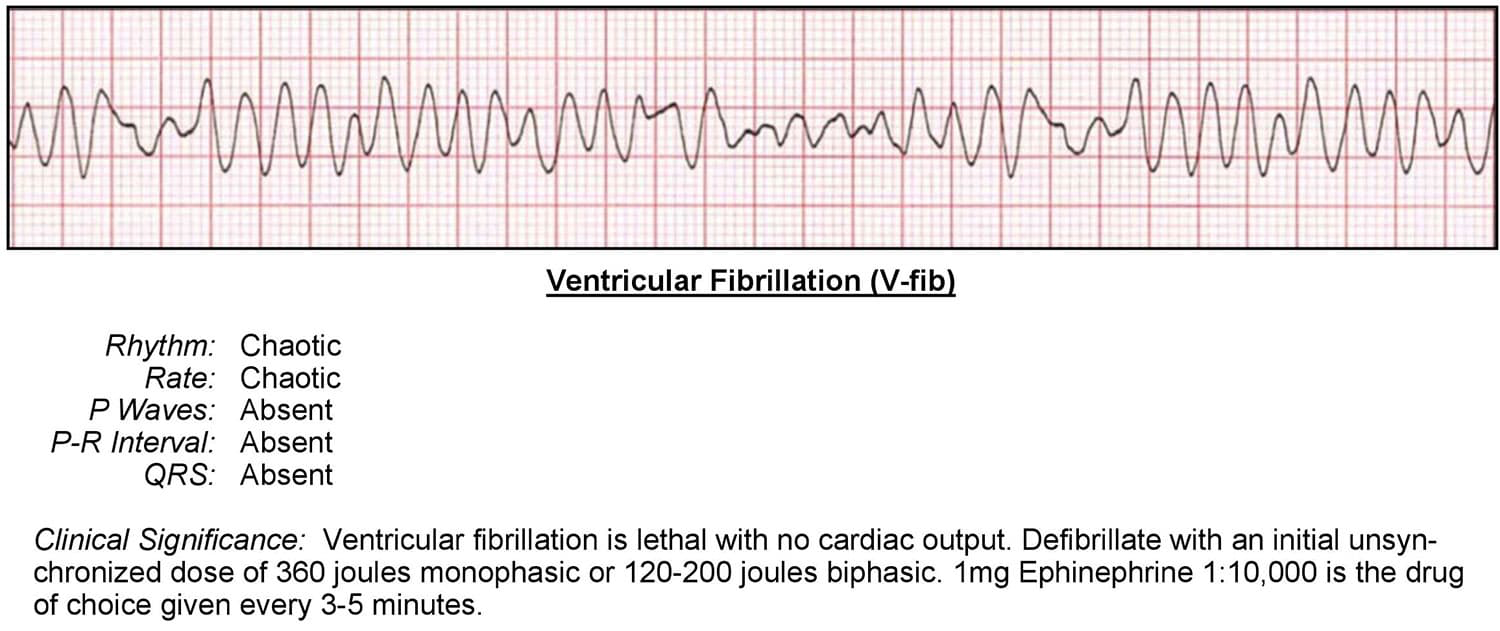 Ventricular Fibrillation (V-fib)
Rhythm: Chaotic
Rate: Chaotic
P Waves: Absent
P-R Interval: Absent
QRS: Absent
Clinical Significance: Ventricular fibrillation is lethal with no cardiac output. Defibrillate with an initial unsyn-
chronized dose of 360 joules monophasic or 120-200 joules biphasic. 1mg Ephinephrine 1:10,000 is the drug
of choice given every 3-5 minutes.